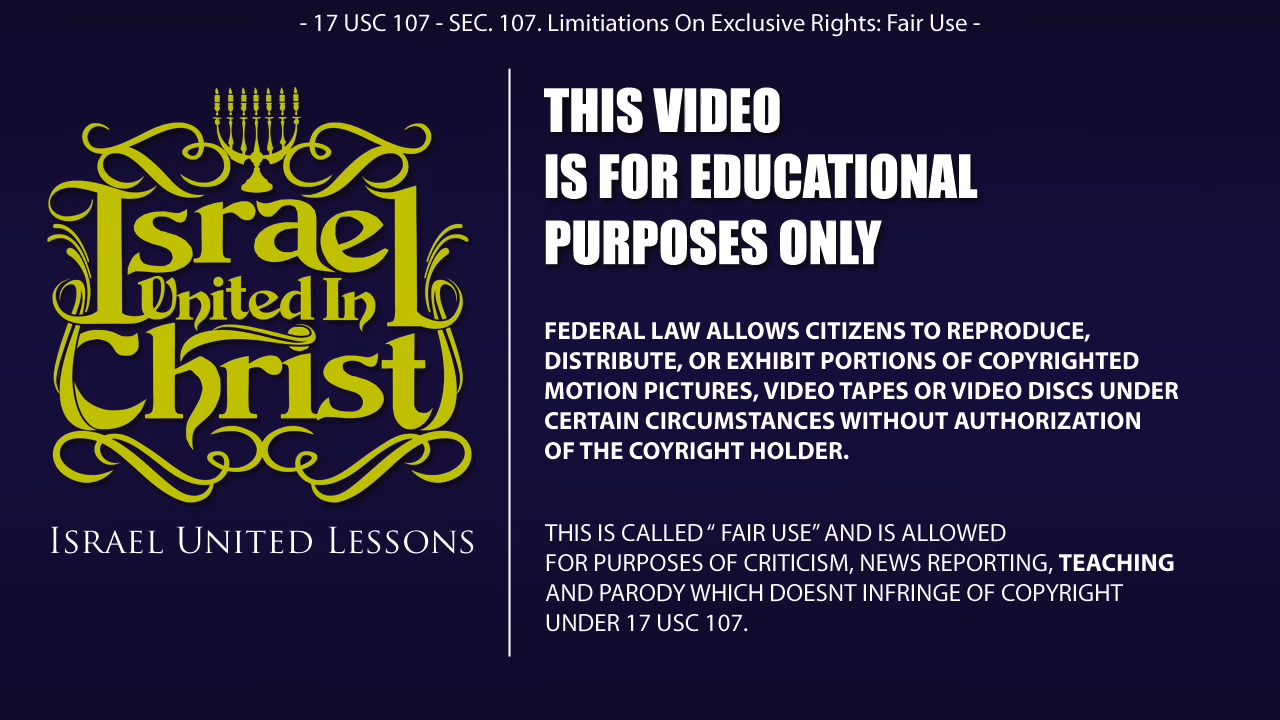 - 17 USC 107 - SEC. 107. Limitiations On Exclusive Rights: Fair Use -
Israel
United In
Christ
ISRAEL UNITED LESSONS
THIS VIDEO
IS FOR EDUCATIONAL
PURPOSES ONLY
FEDERAL LAW ALLOWS CITIZENS TO REPRODUCE,
DISTRIBUTE, OR EXHIBIT PORTIONS OF COPYRIGHTED
MOTION PICTURES, VIDEO TAPES OR VIDEO DISCS UNDER
CERTAIN CIRCUMSTANCES WITHOUT AUTHORIZATION
OF THE COYRIGHT HOLDER.
THIS IS CALLED “ FAIR USE” AND IS ALLOWED
FOR PURPOSES OF CRITICISM, NEWS REPORTING, TEACHING
AND PARODY WHICH DOESNT INFRINGE OF COPYRIGHT
UNDER 17 USC 107.